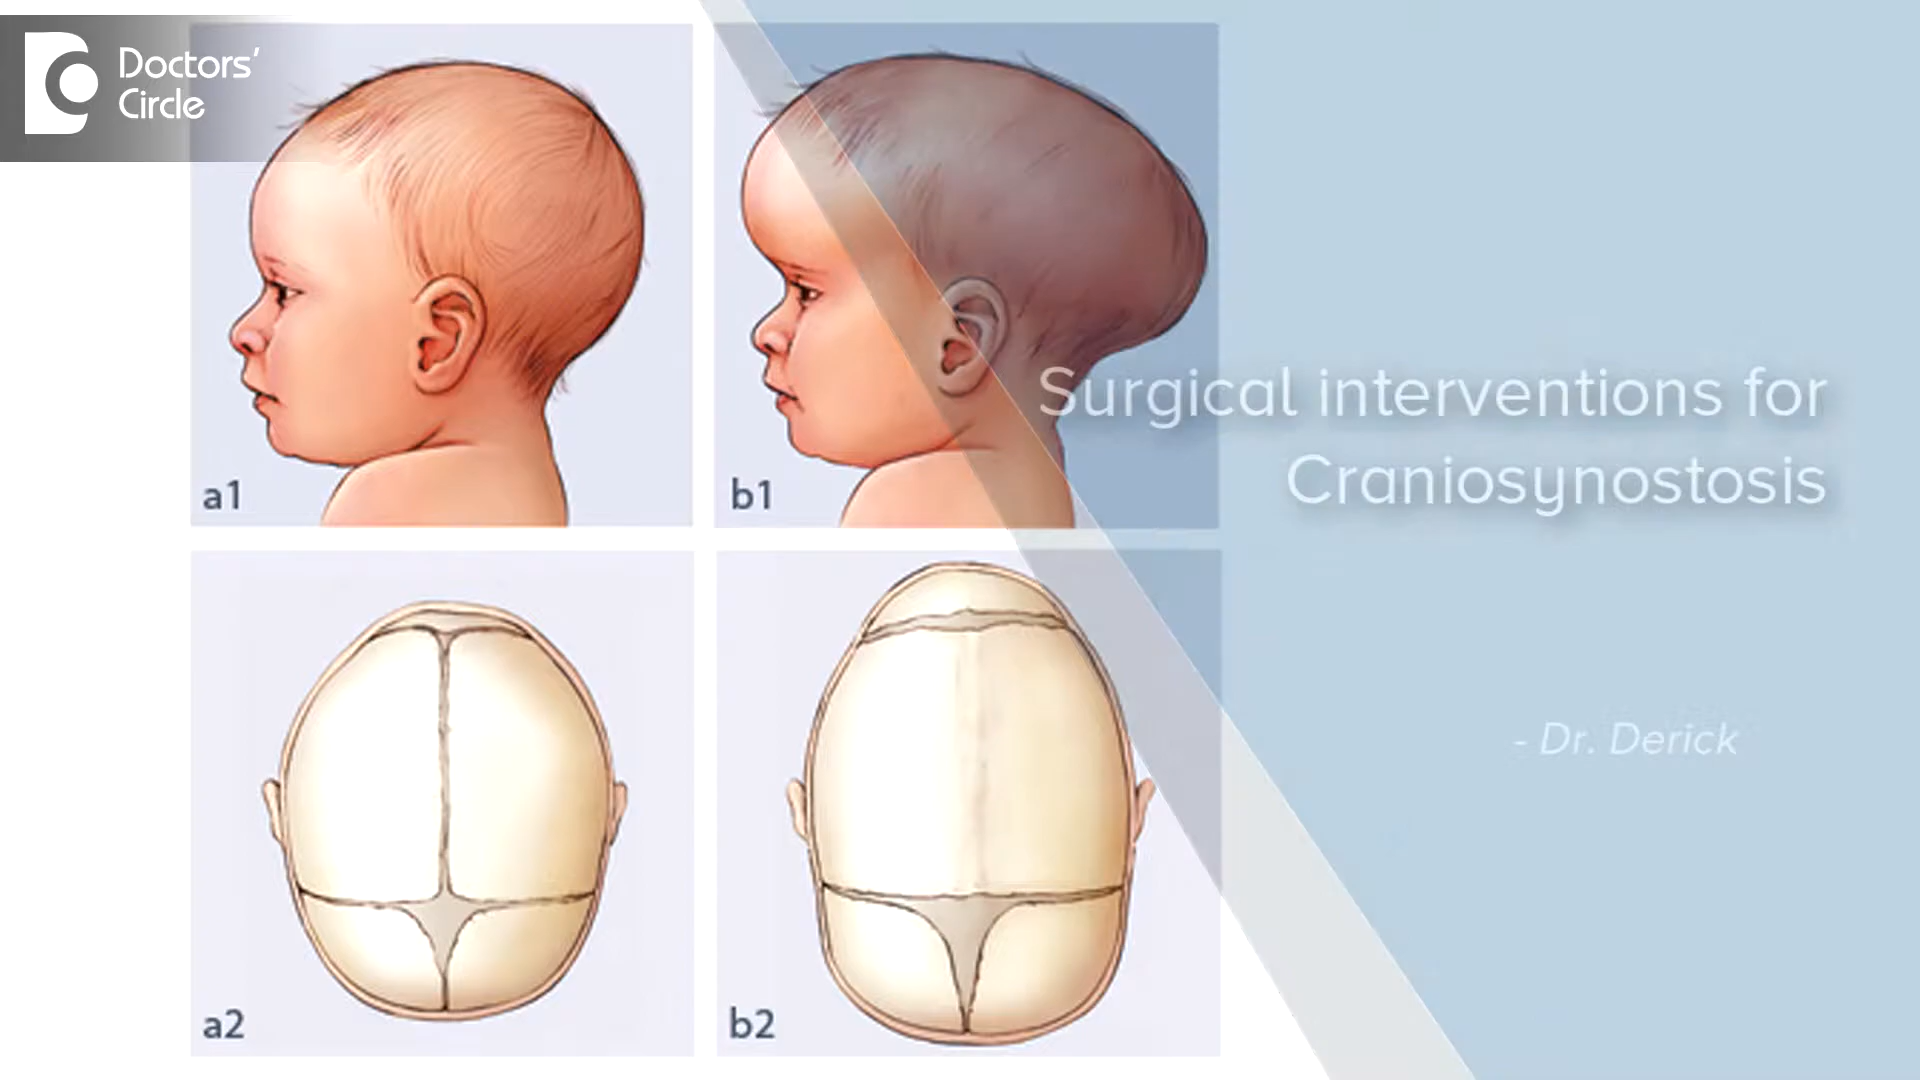 Doctors'
Circle
a1
b1
Surgical interventions for
Craniosynostosis
- Dr. Derick
a2
b2